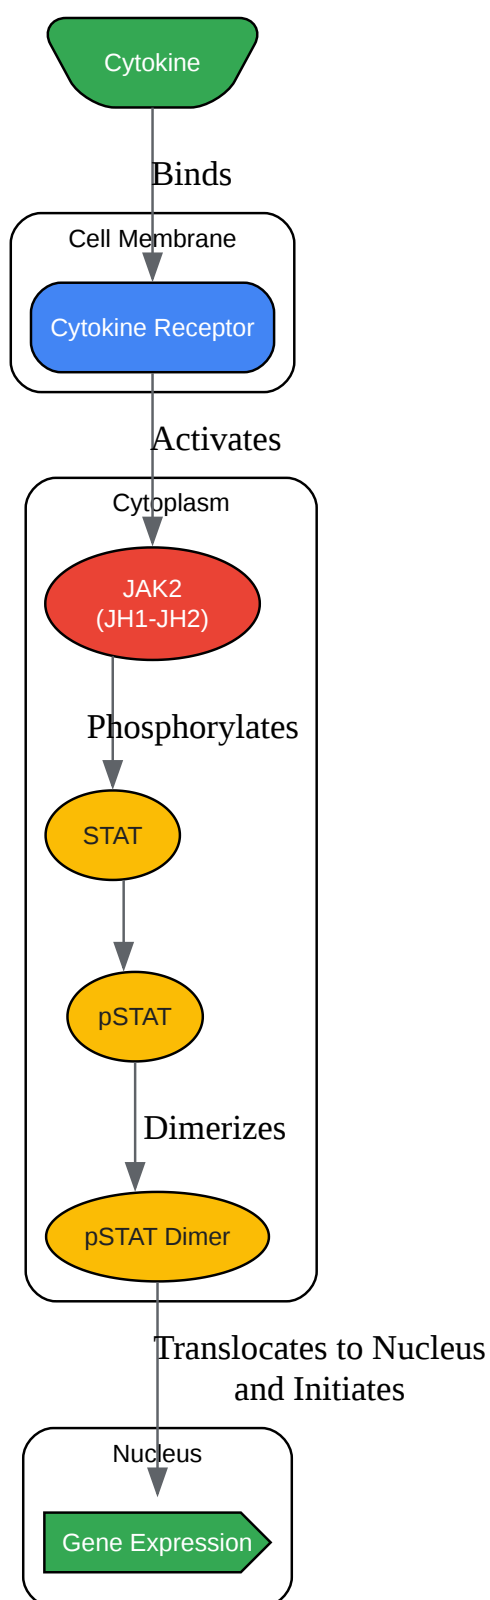 Cytokine
Binds
Cell Membrane
Cytokine Receptor
Activates
Cytoplasm
JAK2
(JH1-JH2)
Phosphorylates
STAT
pSTAT
Dimerizes
pSTAT Dimer
Translocates to Nucleus
and Initiates
Nucleus
Gene Expression